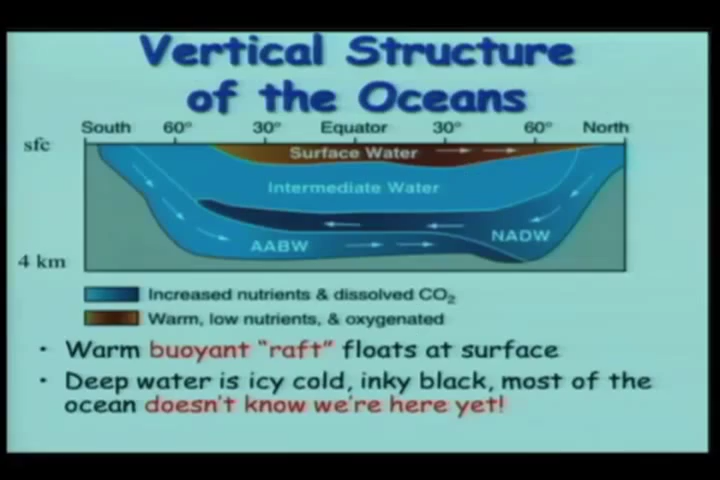 Vertical Structure
of the Oceans
South 60° 30° Equator 30° 60° North
sfc
Surface Water
Intermediate Water
NADW
AABW
4 km
Increased nutrients & dissolved CO₂
Warm, low nutrients, & oxygenated
• Warm buoyant “raft” floats at surface
• Deep water is icy cold, inky black, most of the
ocean doesn’t know we’re here yet!